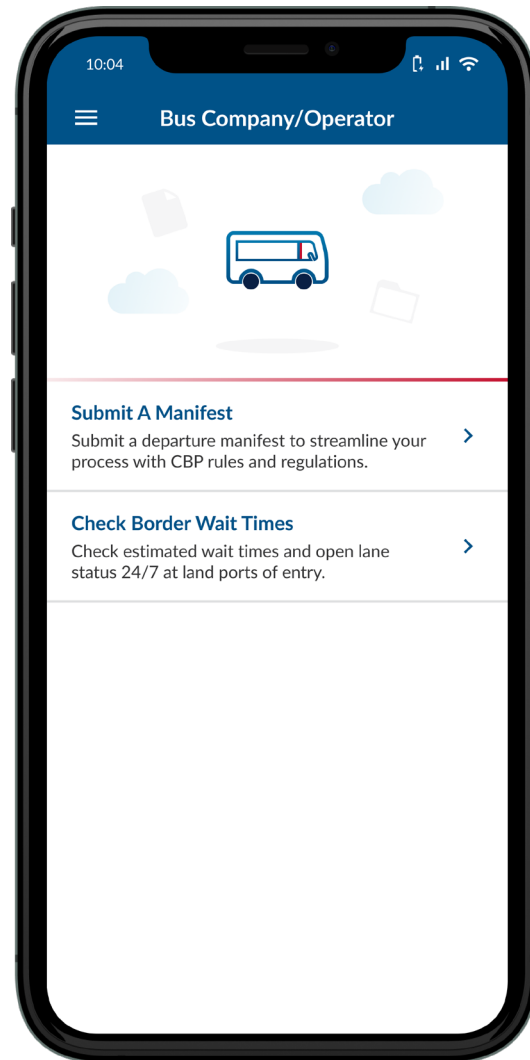 10:04
Bus Company/Operator
Submit A Manifest
Submit a departure manifest to streamline your
process with CBP rules and regulations.
Check Border Wait Times
Check estimated wait times and open lane
status 24/7 at land ports of entry.